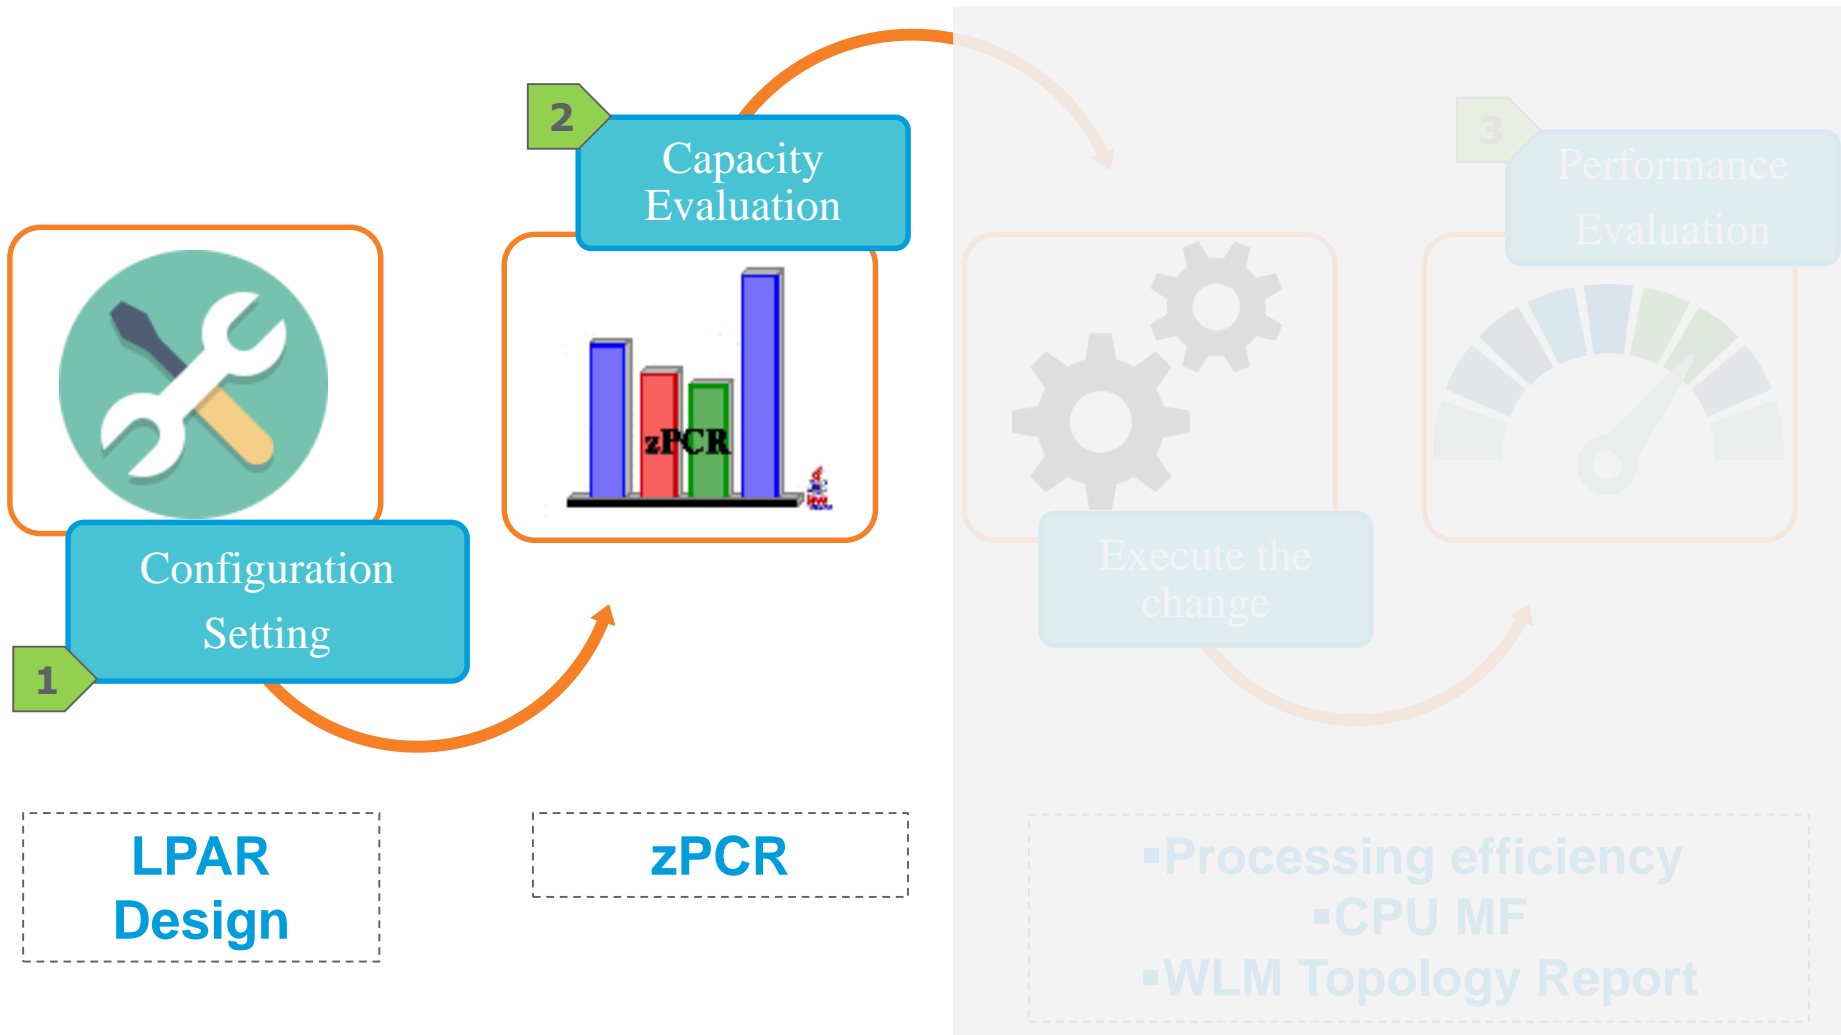 2
Capacity
Evaluation
3
Performance
Evaluation
zPCR
Configuration
Setting
1
Execute the
change
LPAR
Design
zPCR
▪Processing efficiency
▪CPU MF
▪WLM Topology Report